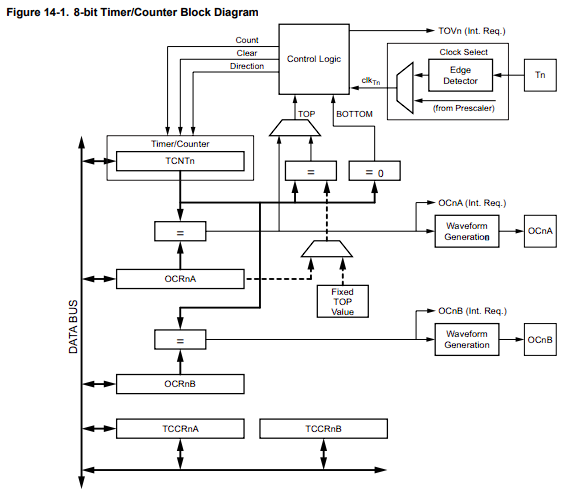 Figure 14-1. 8-bit Timer/Counter Block Diagram
Count
Clear
Direction
Control Logic
TOVn (Int. Req.)
Clock Select
Edge
Detector
Tn
clkTn
(from Prescaler)
TOP
BOTTOM
Timer/Counter
TCNTn
=
= 0
=
OCnA (Int. Req.)
Waveform
Generation
OCnA
OCRnA
Fixed
TOP
Value
DATA BUS
=
OCnB (Int. Req.)
Waveform
Generation
OCnB
OCRnB
TCCRnA
TCCRnB